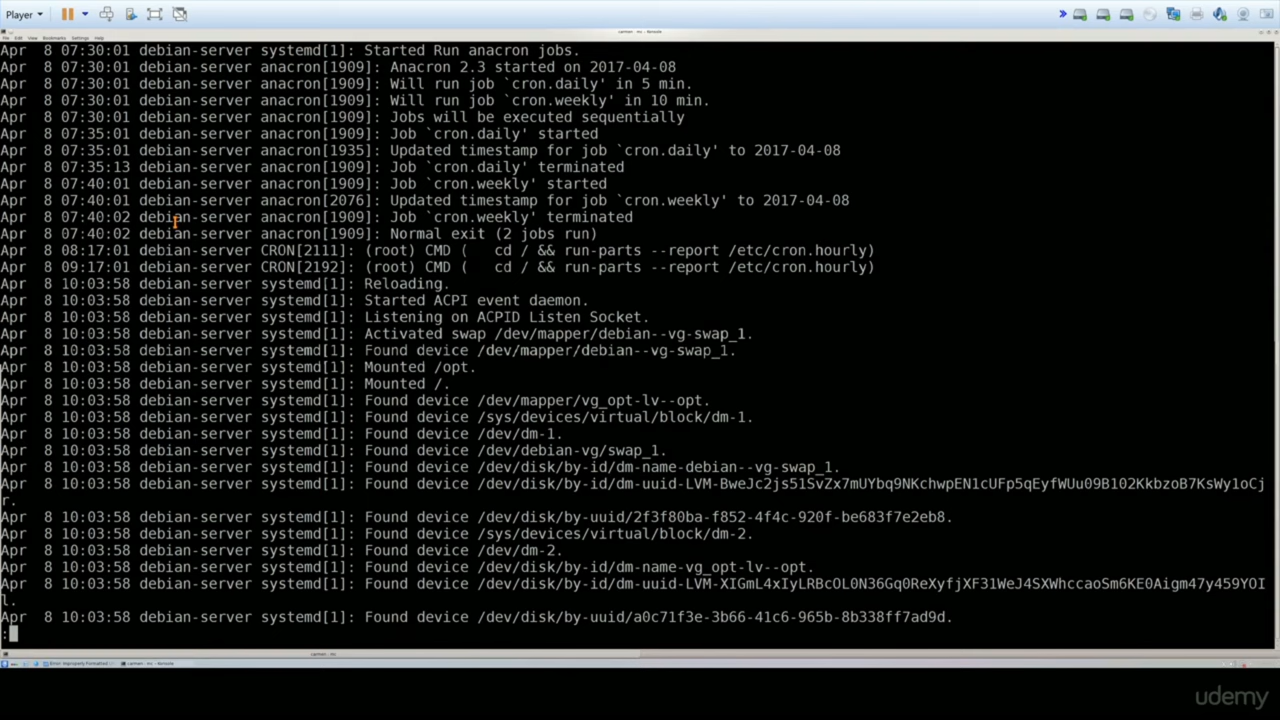 Player
carmen : mc - Konsole
File Edit View Bookmarks Settings Help
Apr  8 07:30:01 debian-server systemd[1]: Started Run anacron jobs.
Apr  8 07:30:01 debian-server anacron[1909]: Anacron 2.3 started on 2017-04-08
Apr  8 07:30:01 debian-server anacron[1909]: Will run job `cron.daily' in 5 min.
Apr  8 07:30:01 debian-server anacron[1909]: Will run job `cron.weekly' in 10 min.
Apr  8 07:30:01 debian-server anacron[1909]: Jobs will be executed sequentially
Apr  8 07:35:01 debian-server anacron[1909]: Job `cron.daily' started
Apr  8 07:35:01 debian-server anacron[1935]: Updated timestamp for job `cron.daily' to 2017-04-08
Apr  8 07:35:13 debian-server anacron[1909]: Job `cron.daily' terminated
Apr  8 07:40:01 debian-server anacron[1909]: Job `cron.weekly' started
Apr  8 07:40:01 debian-server anacron[2076]: Updated timestamp for job `cron.weekly' to 2017-04-08
Apr  8 07:40:02 debian-server anacron[1909]: Job `cron.weekly' terminated
Apr  8 07:40:02 debian-server anacron[1909]: Normal exit (2 jobs run)
Apr  8 08:17:01 debian-server CRON[2111]: (root) CMD (   cd / && run-parts --report /etc/cron.hourly)
Apr  8 09:17:01 debian-server CRON[2192]: (root) CMD (   cd / && run-parts --report /etc/cron.hourly)
Apr  8 10:03:58 debian-server systemd[1]: Reloading.
Apr  8 10:03:58 debian-server systemd[1]: Started ACPI event daemon.
Apr  8 10:03:58 debian-server systemd[1]: Listening on ACPID Listen Socket.
Apr  8 10:03:58 debian-server systemd[1]: Activated swap /dev/mapper/debian--vg-swap_1.
Apr  8 10:03:58 debian-server systemd[1]: Found device /dev/mapper/debian--vg-swap_1.
Apr  8 10:03:58 debian-server systemd[1]: Mounted /opt.
Apr  8 10:03:58 debian-server systemd[1]: Mounted /.
Apr  8 10:03:58 debian-server systemd[1]: Found device /dev/mapper/vg_opt-lv--opt.
Apr  8 10:03:58 debian-server systemd[1]: Found device /sys/devices/virtual/block/dm-1.
Apr  8 10:03:58 debian-server systemd[1]: Found device /dev/dm-1.
Apr  8 10:03:58 debian-server systemd[1]: Found device /dev/debian-vg/swap_1.
Apr  8 10:03:58 debian-server systemd[1]: Found device /dev/disk/by-id/dm-name-debian--vg-swap_1.
Apr  8 10:03:58 debian-server systemd[1]: Found device /dev/disk/by-id/dm-uuid-LVM-BweJc2js51SvZx7mUYbq9NKchwpEN1cUFp5qEyfWUu09B102KkbzoB7KsWy1oCj
r.
Apr  8 10:03:58 debian-server systemd[1]: Found device /dev/disk/by-uuid/2f3f80ba-f852-4f4c-920f-be683f7e2eb8.
Apr  8 10:03:58 debian-server systemd[1]: Found device /sys/devices/virtual/block/dm-2.
Apr  8 10:03:58 debian-server systemd[1]: Found device /dev/dm-2.
Apr  8 10:03:58 debian-server systemd[1]: Found device /dev/disk/by-id/dm-name-vg_opt-lv--opt.
Apr  8 10:03:58 debian-server systemd[1]: Found device /dev/disk/by-id/dm-uuid-LVM-XIGmL4xIyLRBcOL0N36Gq0ReXyfjXF31WeJ4SXWhccaoSm6KE0Aigm47y459YOI
l.
Apr  8 10:03:58 debian-server systemd[1]: Found device /dev/disk/by-uuid/a0c71f3e-3b66-41c6-965b-8b338ff7ad9d.
:
carmen : mc
carmen : mc - Konsole
udemy